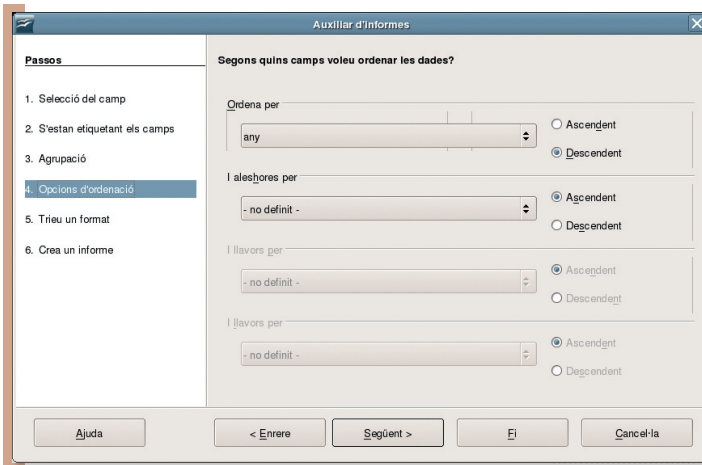 Auxiliar d'informes
Passos
1. Selecció del camp
2. S'estan etiquetant els camps
3. Agrupació
4. Opcions d'ordenació
5. Trieu un format
6. Crea un informe
Segons quins camps voleu ordenar les dades?
Ordena per
any
Ascendent
Descendent
I aleshores per
- no definit -
Ascendent
Descendent
I llavors per
- no definit -
Ascendent
Descendent
I llavors per
- no definit -
Ascendent
Descendent
Ajuda
< Enrere
Següent >
Fi
Cancel·la